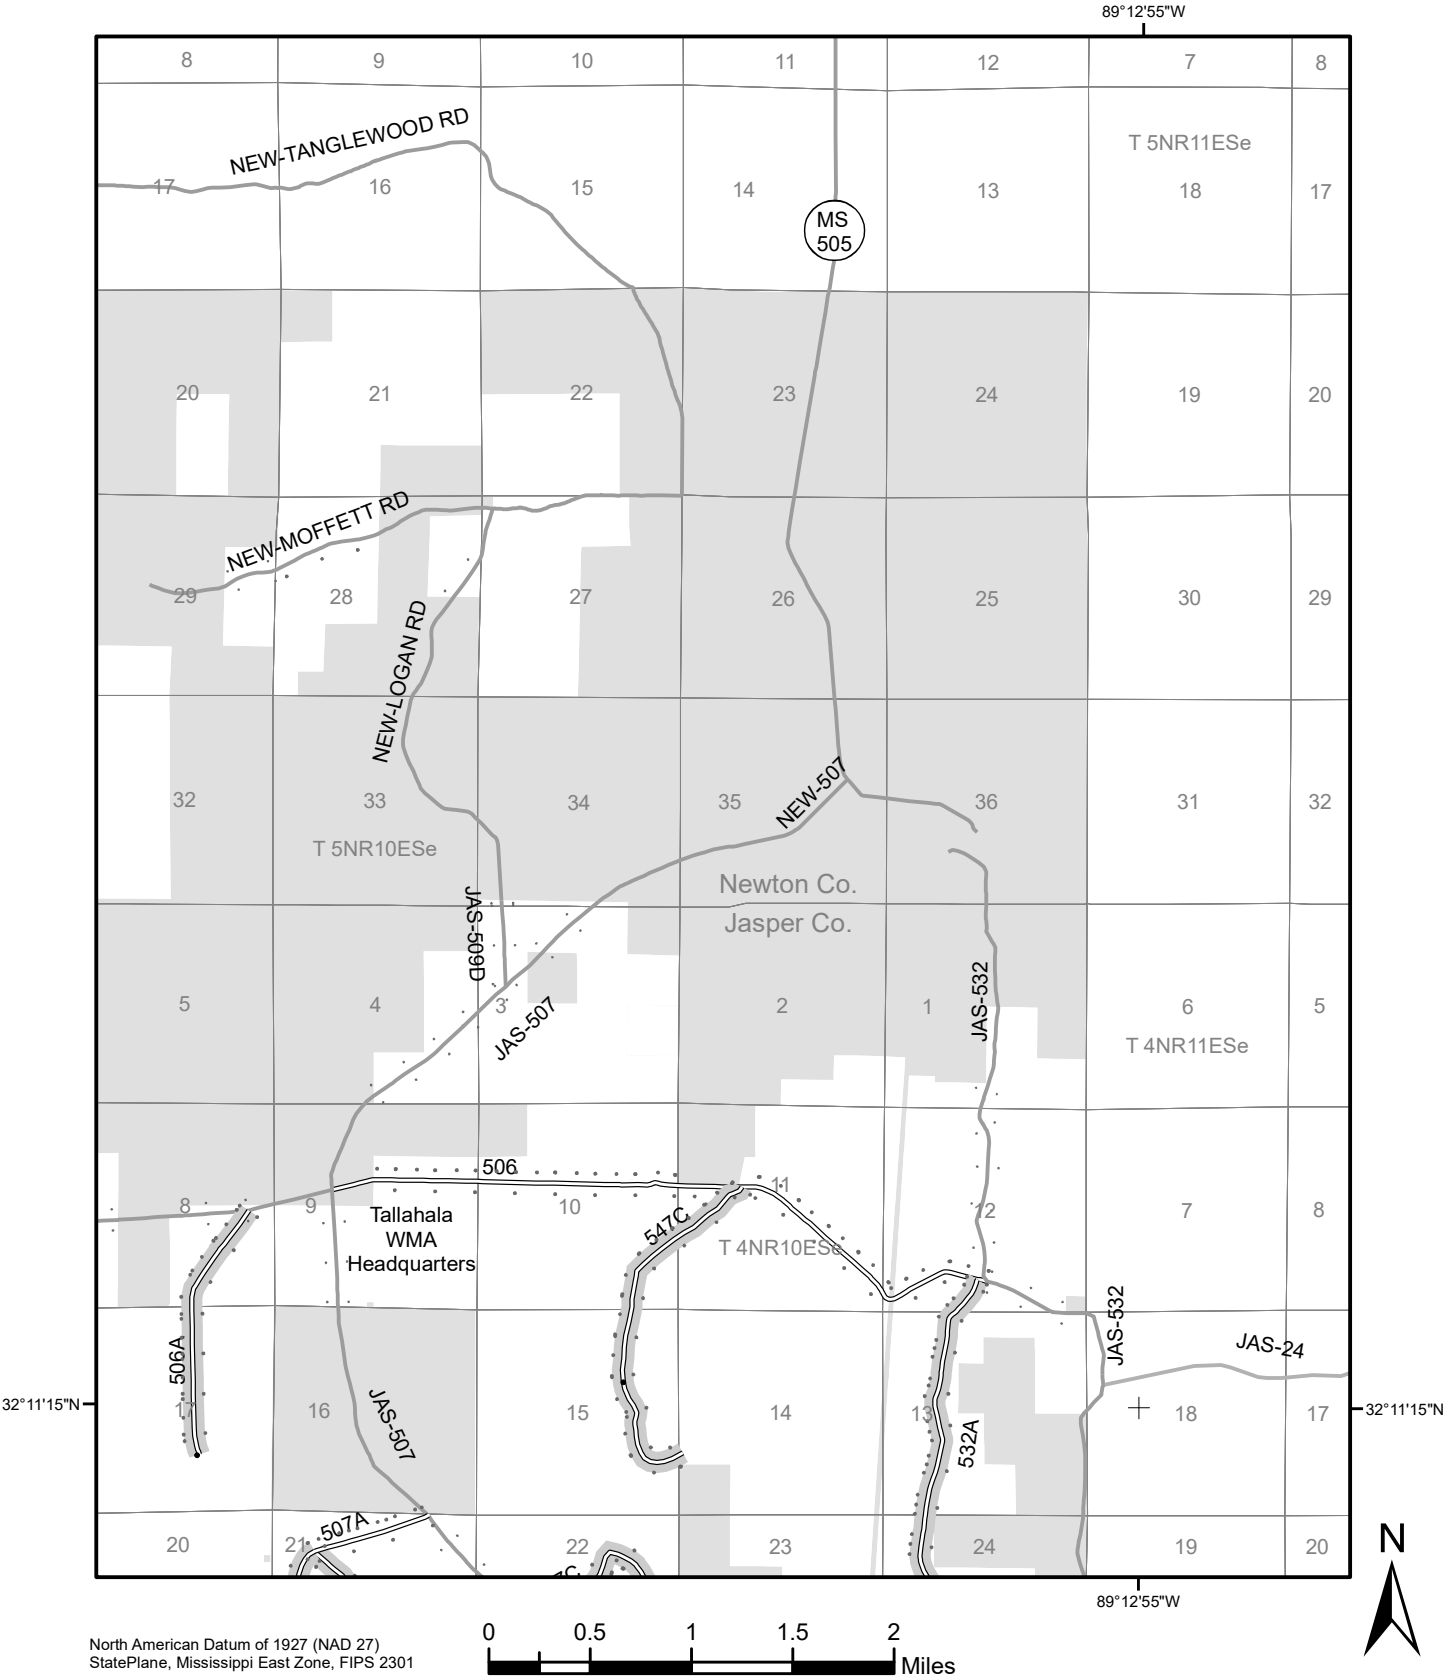 89°12'55"W
8
9
10
11
12
7
8
NEW-TANGLEWOOD RD
T 5NR11ESe
17
16
15
14
13
18
17
MS
505
20
21
22
23
24
19
20
NEW-MOFFETT RD
29
28
27
26
25
30
29
NEW-LOGAN RD
NEW-507
32
33
34
35
36
31
32
T 5NR10ESe
Newton Co.
Jasper Co.
JAS-509D
JAS-532
5
4
3
2
1
6
5
JAS-507
T 4NR11ESe
506
11
8
9
10
12
7
8
Tallahala
WMA
Headquarters
547C
T 4NR10ESe
JAS-532
JAS-24
506A
32°11'15"N
32°11'15"N
17
16
15
14
13
18
17
JAS-507
532A
507A
20
21
22
23
24
19
20
7C
N
89°12'55"W
0
0.5
1
1.5
2
Miles
North American Datum of 1927 (NAD 27)
StatePlane, Mississippi East Zone, FIPS 2301